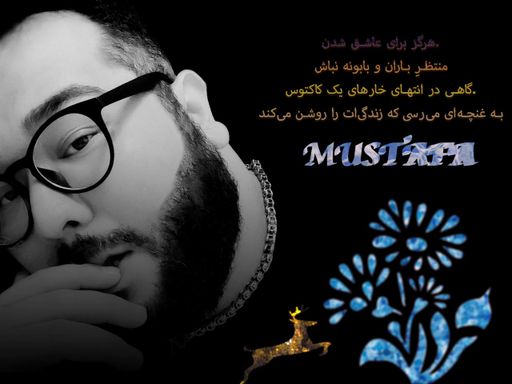 هرگز برای عاشق شدن.
منتظرِ باران و بابونه نباش
گاهی در انتهای خارهای یک کاکتوس.
به غنچه‌ای می‌رسی که زندگی‌ات را روشن می‌کند
MUSTAFA